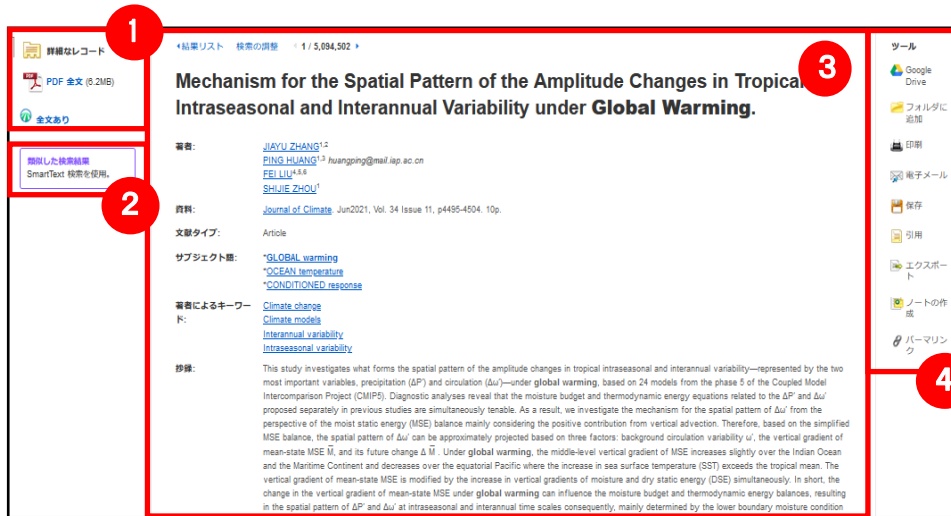 1
詳細なレコード
PDF 全文 (6.2MB)
全文あり
類似した検索結果
SmartText 検索を使用。
2
結果リスト 検索の調整 1 / 5,094,502
3
Mechanism for the Spatial Pattern of the Amplitude Changes in Tropical
Intraseasonal and Interannual Variability under Global Warming.
著者: JIAYU ZHANG1,2
PING HUANG1,3 huangping@mail.iap.ac.cn
FEI LIU4,5,6
SHIJIE ZHOU1
資料: Journal of Climate. Jun2021, Vol. 34 Issue 11, p4495-4504. 10p.
文献タイプ: Article
サブジェクト語: *GLOBAL warming
*OCEAN temperature
*CONDITIONED response
著者によるキーワー
ド:
Climate change
Climate models
Interannual variability
Intraseasonal variability
抄録: This study investigates what forms the spatial pattern of the amplitude changes in tropical intraseasonal and interannual variability—represented by the two
most important variables, precipitation (ΔP′) and circulation (Δω′)—under global warming, based on 24 models from the phase 5 of the Coupled Model
Intercomparison Project (CMIP5). Diagnostic analyses reveal that the moisture budget and thermodynamic energy equations related to the ΔP′ and Δω′
proposed separately in previous studies are simultaneously tenable. As a result, we investigate the mechanism for the spatial pattern of Δω′ from the
perspective of the moist static energy (MSE) balance mainly considering the positive contribution from vertical advection. Therefore, based on the simplified
MSE balance, the spatial pattern of Δω′ can be approximately projected based on three factors: background circulation variability ω′, the vertical gradient of
mean-state MSE M̅, and its future change Δ M̅ . Under global warming, the middle-level vertical gradient of MSE increases slightly over the Indian Ocean
and the Maritime Continent and decreases over the equatorial Pacific where the increase in sea surface temperature (SST) exceeds the tropical mean. The
vertical gradient of mean-state MSE is modified by the increase in vertical gradients of moisture and dry static energy (DSE) simultaneously. In short, the
change in the vertical gradient of mean-state MSE under global warming can influence the moisture budget and thermodynamic energy balances, resulting
in the spatial pattern of ΔP′ and Δω′ at intraseasonal and interannual time scales consequently, mainly determined by the lower boundary moisture condition
ツール
Google
Drive
フォルダに
追加
印刷
電子メール
保存
引用
エクスポー
ト
ノートの作
成
パーマリン
ク
4